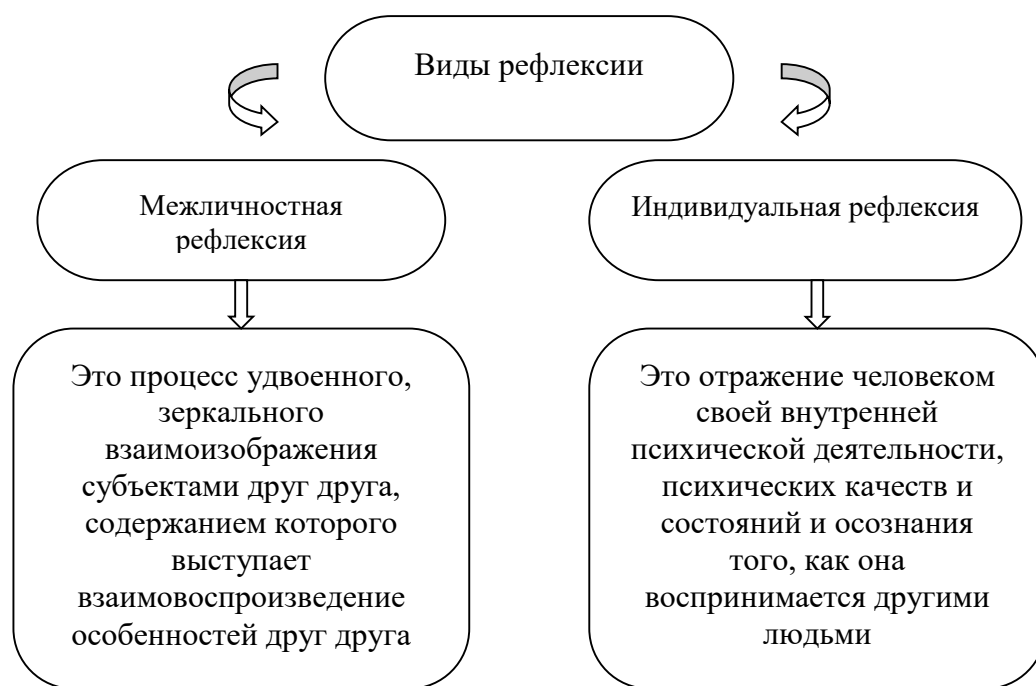 Виды рефлексии
Межличностная
рефлексия
Индивидуальная рефлексия
Это процесс удвоенного,
зеркального
взаимоизображения
субъектами друг друга,
содержанием которого
выступает
взаимовоспроизведение
особенностей друг друга
Это отражение человеком
своей внутренней
психической деятельности,
психических качеств и
состояний и осознания
того, как она
воспринимается другими
людьми